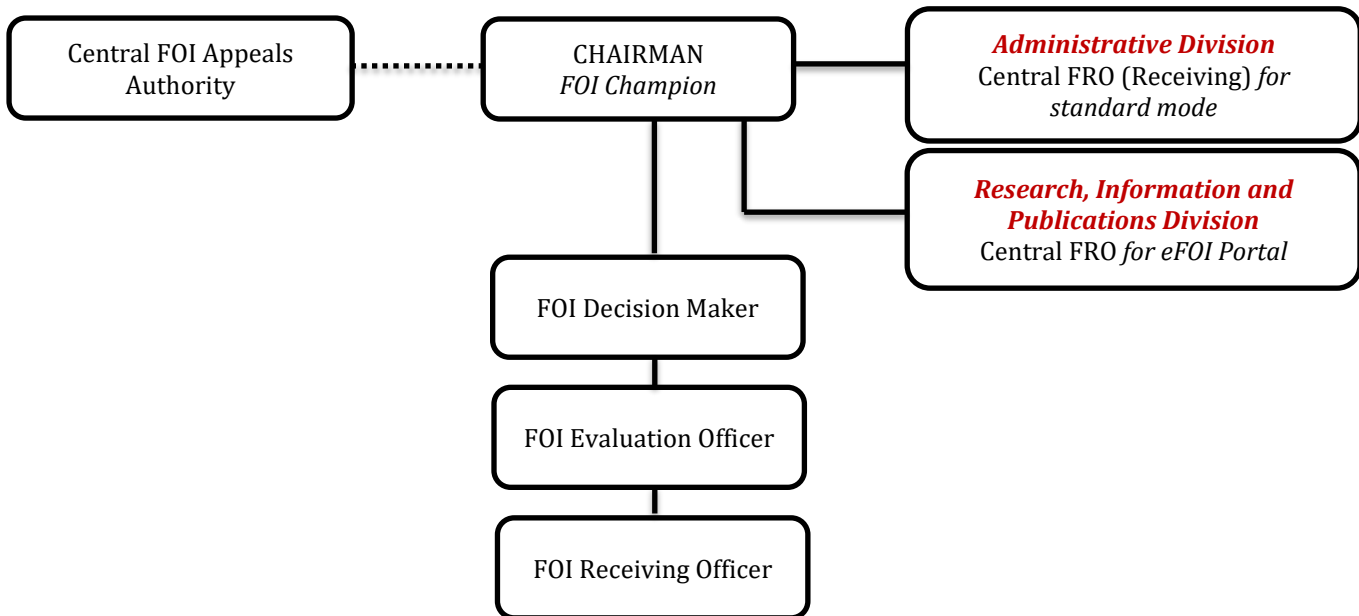 Central FOI Appeals
Authority
CHAIRMAN
FOI Champion
Administrative Division
Central FRO (Receiving) for
standard mode
Research, Information and
Publications Division
Central FRO for eFOI Portal
FOI Decision Maker
FOI Evaluation Officer
FOI Receiving Officer